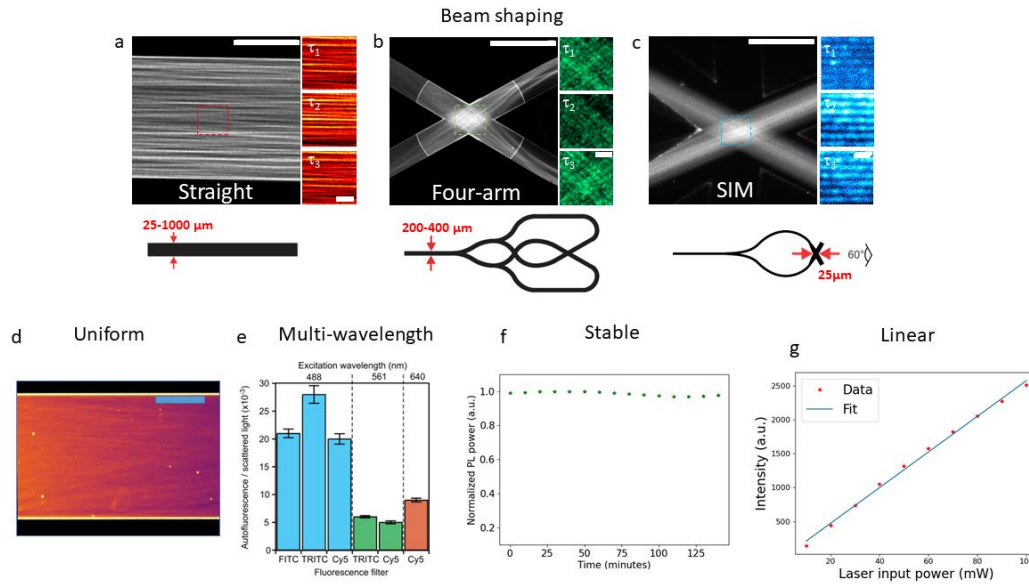 Beam shaping
a
τ1
τ2
τ3
Straight
25-1000 μm
b
τ1
τ2
τ3
Four-arm
200-400 μm
c
τ1
τ2
τ3
SIM
60°
25μm
d
Uniform
e
Multi-wavelength
Excitation wavelength (nm)
488 561 640
Autofluorescence / scattered light (x10⁻³)
30
25
20
15
10
5
0
FITC TRITC Cy5 TRITC Cy5 Cy5
Fluorescence filter
f
Stable
Normalized PL power (a.u.)
1.0
0.8
0.6
0.4
0.2
0 25 50 75 100 125
Time (minutes)
g
Linear
Data
Fit
Intensity (a.u.)
2500
2000
1500
1000
500
20 40 60 80 100
Laser input power (mW)